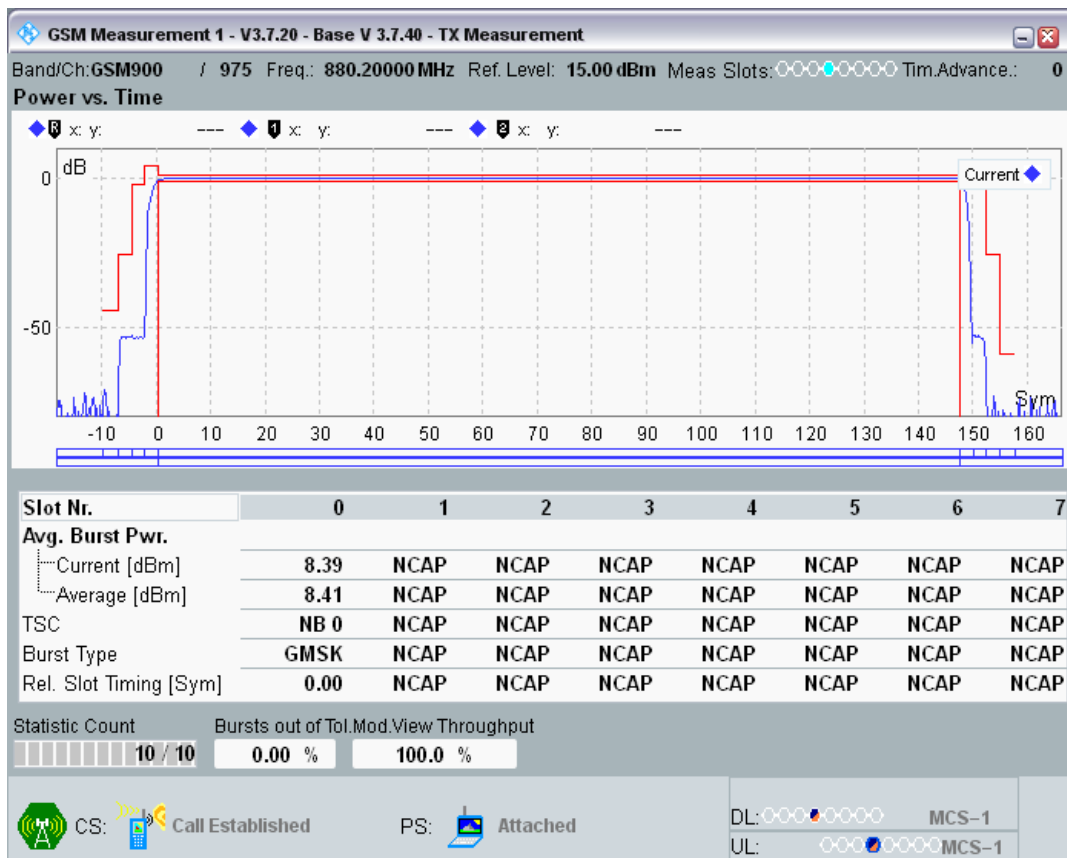 GSM Measurement 1 - V3.7.20 - Base V 3.7.40 - TX Measurement
Band/Ch:GSM900 / 975 Freq.: 880.20000 MHz Ref. Level: 15.00 dBm Meas Slots: Tim.Advance.: 0
Power vs. Time
R x: y: --- 1 x: y: --- 2 x: y: ---
dB
0
Current
-50
Sym
-10 0 10 20 30 40 50 60 70 80 90 100 110 120 130 140 150 160
Slot Nr. 0 1 2 3 4 5 6 7
Avg. Burst Pwr.
Current [dBm] 8.39 NCAP NCAP NCAP NCAP NCAP NCAP NCAP
Average [dBm] 8.41 NCAP NCAP NCAP NCAP NCAP NCAP NCAP
TSC NB 0 NCAP NCAP NCAP NCAP NCAP NCAP NCAP
Burst Type GMSK NCAP NCAP NCAP NCAP NCAP NCAP NCAP
Rel. Slot Timing [Sym] 0.00 NCAP NCAP NCAP NCAP NCAP NCAP NCAP
Statistic Count Bursts out of Tol.Mod.View Throughput
10 / 10 0.00 % 100.0 %
CS: Call Established PS: Attached
DL: MCS-1
UL: MCS-1